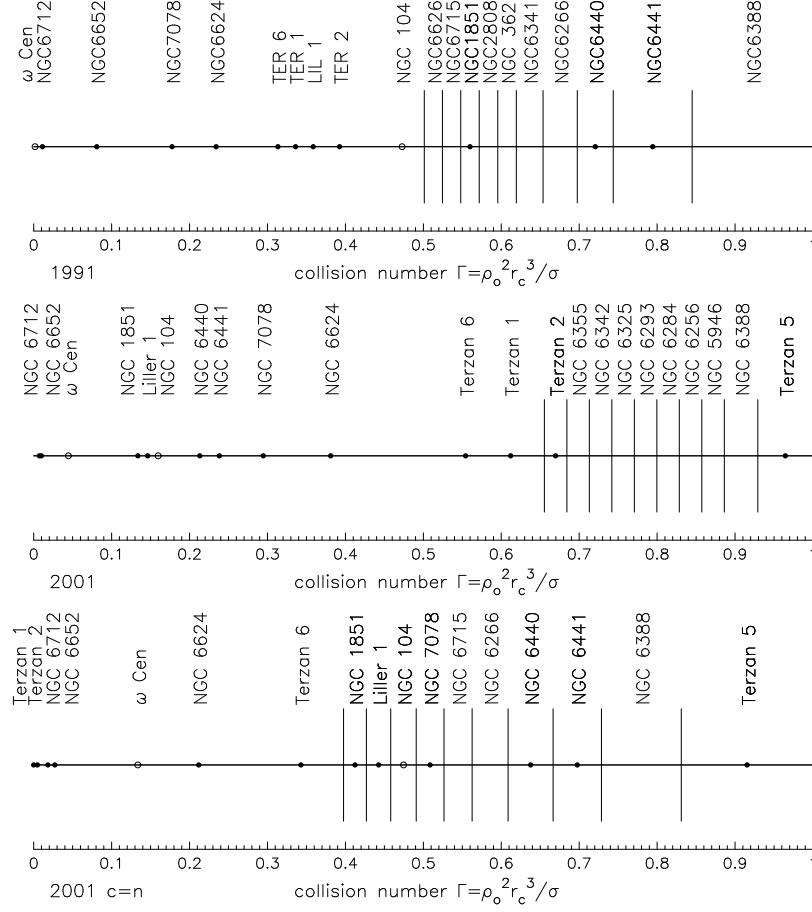 ω Cen NGC6712 NGC6652 NGC7078 NGC6624 TER 6 TER 1 LIL 1 TER 2 NGC 104 NGC6626 NGC6715 NGC1851 NGC2808 NGC 362 NGC6341 NGC6266 NGC6440 NGC6441 NGC6388
0 0.1 0.2 0.3 0.4 0.5 0.6 0.7 0.8 0.9
1991 collision number Γ=ρ₀²r_c³/σ
NGC 6712 NGC 6652 ω Cen NGC 1851 Liller 1 NGC 104 NGC 6440 NGC 6441 NGC 7078 NGC 6624 Terzan 6 Terzan 1 Terzan 2 NGC 6355 NGC 6342 NGC 6325 NGC 6293 NGC 6284 NGC 6256 NGC 5946 NGC 6388 Terzan 5
0 0.1 0.2 0.3 0.4 0.5 0.6 0.7 0.8 0.9
2001 collision number Γ=ρ₀²r_c³/σ
Terzan 1 Terzan 2 NGC 6712 NGC 6652 ω Cen NGC 6624 Terzan 6 NGC 1851 Liller 1 NGC 104 NGC 7078 NGC 6715 NGC 6266 NGC 6440 NGC 6441 NGC 6388 Terzan 5
0 0.1 0.2 0.3 0.4 0.5 0.6 0.7 0.8 0.9
2001 c=n collision number Γ=ρ₀²r_c³/σ